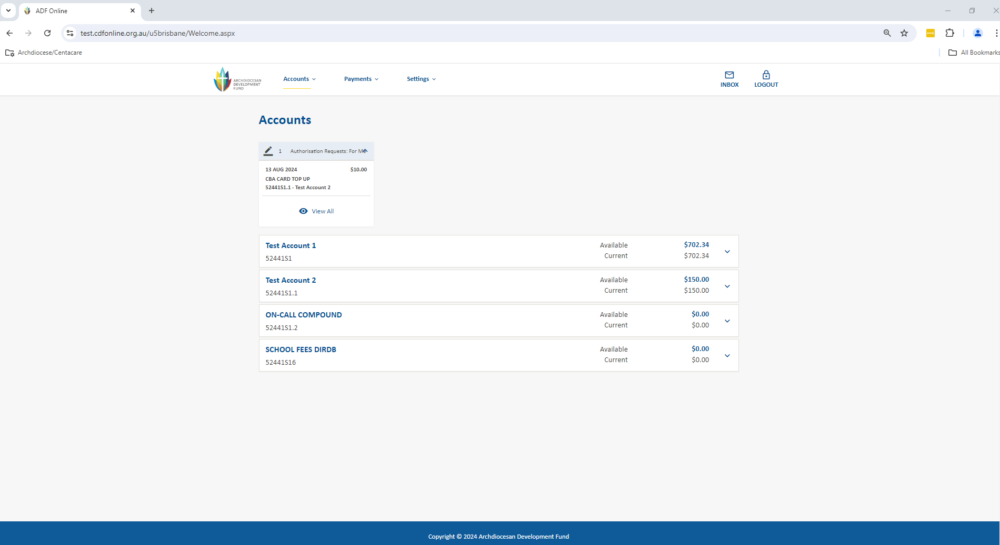 ADF Online
test.cdfonline.org.au/u5brisbane/Welcome.aspx
Archdiocese/Centacare
All Bookmarks
ARCHDIOCESAN
DEVELOPMENT
FUND
Accounts
Payments
Settings
INBOX
LOGOUT
Accounts
1 Authorisation Requests: For Me
13 AUG 2024 $10.00
CBA CARD TOP UP
52441S1.1 - Test Account 2
View All
Test Account 1 Available $702.34
52441S1 Current $702.34
Test Account 2 Available $150.00
52441S1.1 Current $150.00
ON-CALL COMPOUND Available $0.00
52441S1.2 Current $0.00
SCHOOL FEES DIRDB Available $0.00
52441S16 Current $0.00
Copyright © 2024 Archdiocesan Development Fund